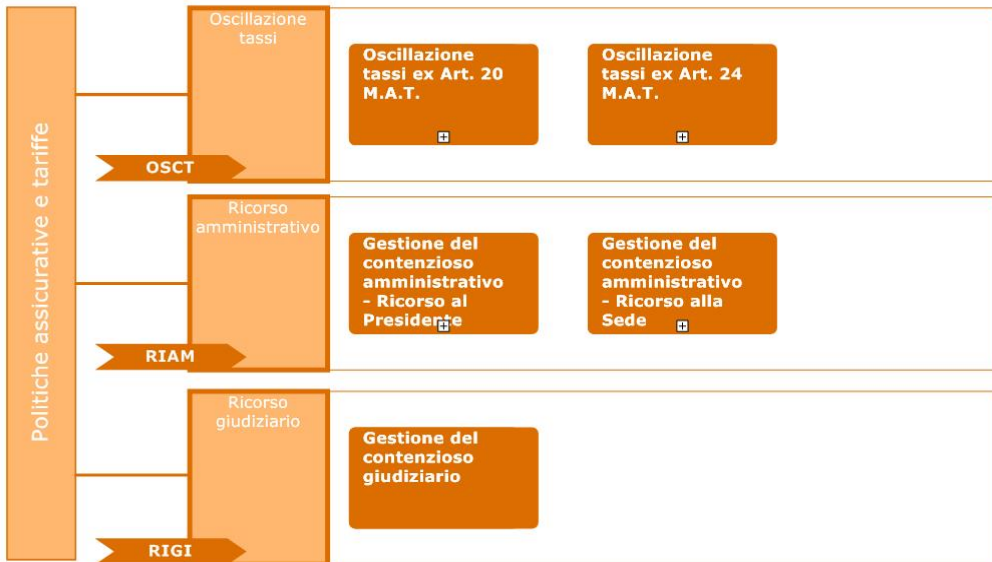 Politiche assicurative e tariffe
Oscillazione
tassi
OSCT
Oscillazione
tassi ex Art. 20
M.A.T.
Oscillazione
tassi ex Art. 24
M.A.T.
Ricorso
amministrativo
RIAM
Gestione del
contenzioso
amministrativo
- Ricorso al
Presidente
Gestione del
contenzioso
amministrativo
- Ricorso alla
Sede
Ricorso
giudiziario
RIGI
Gestione del
contenzioso
giudiziario